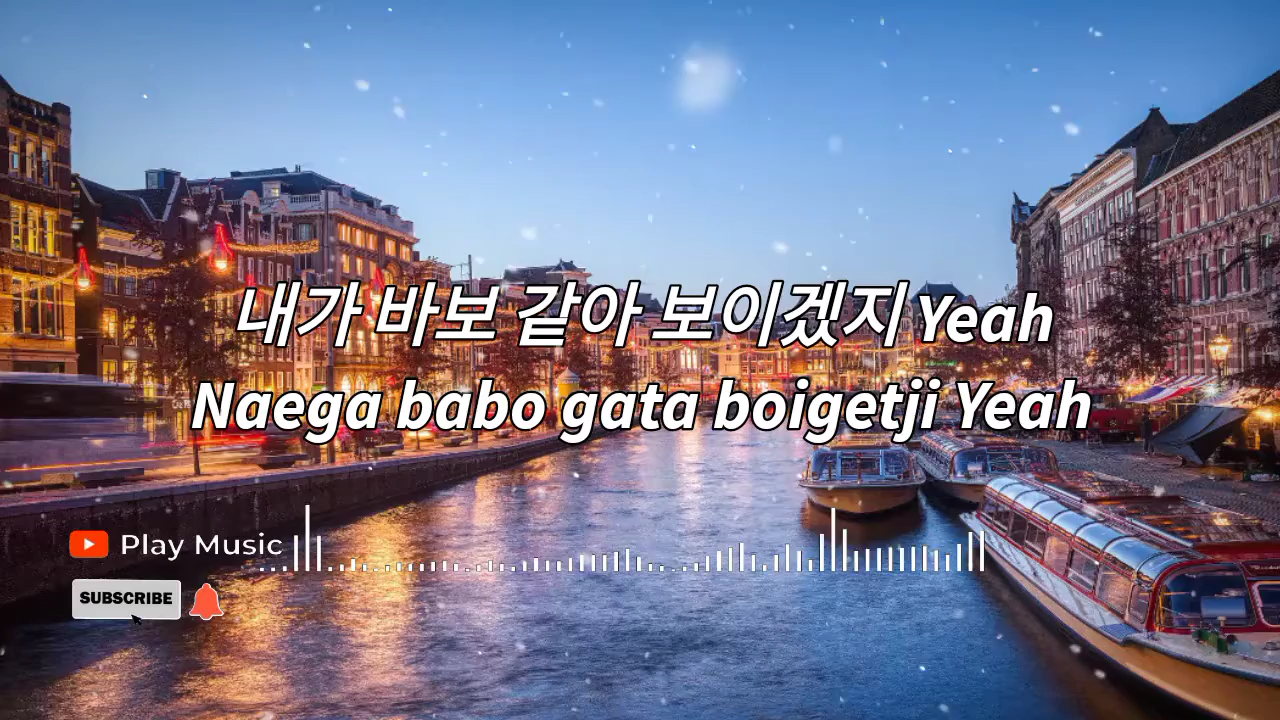 내가 바보 같아 보이겠지 Yeah
Naega babo gata boigetji Yeah
Play Music
SUBSCRIBE